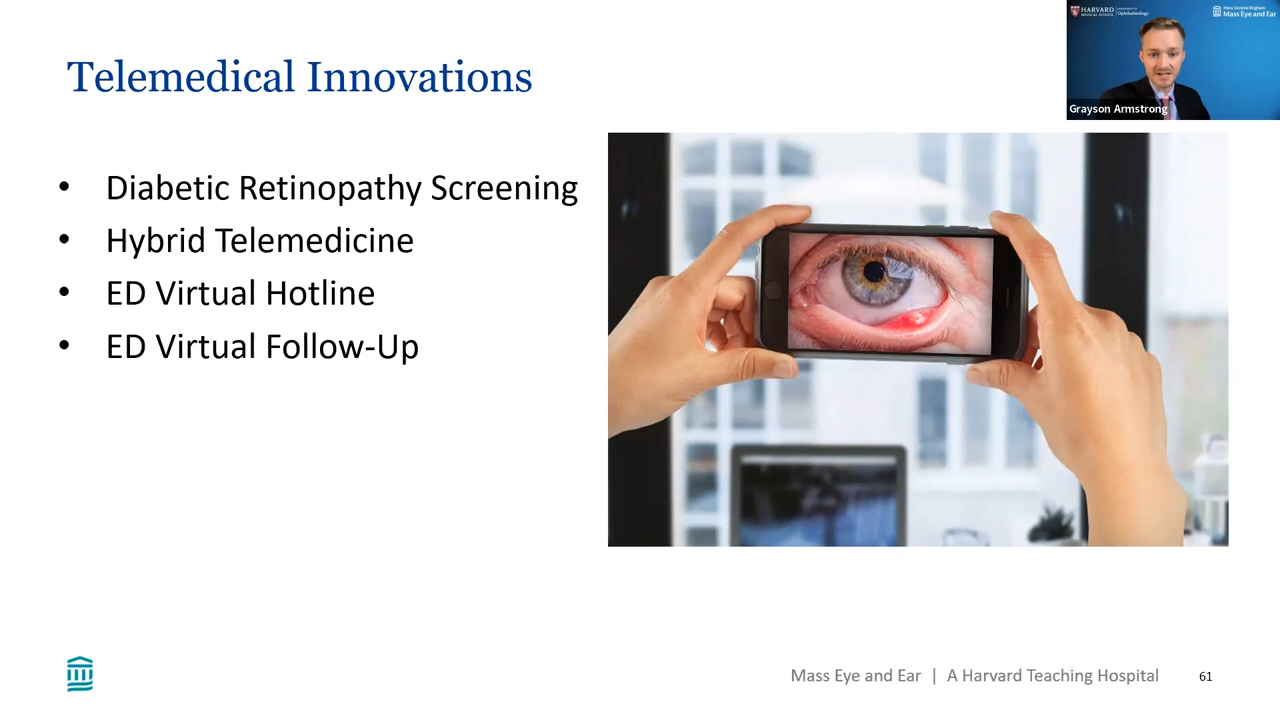 Telemedical Innovations
• Diabetic Retinopathy Screening
• Hybrid Telemedicine
• ED Virtual Hotline
• ED Virtual Follow-Up
HARVARD
MEDICAL SCHOOL
Ophthalmology
Mass General Brigham
Mass Eye and Ear
Grayson Armstrong
Mass Eye and Ear | A Harvard Teaching Hospital
61